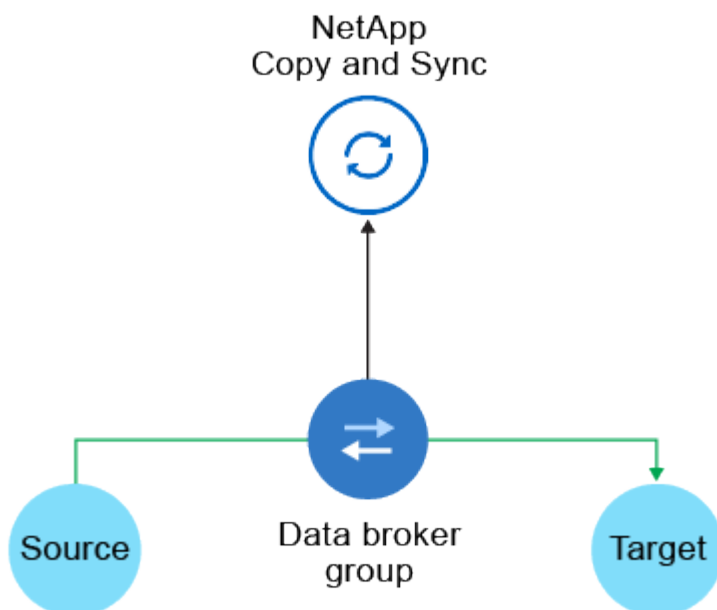 NetApp
Copy and Sync
Source
Data broker
group
Target